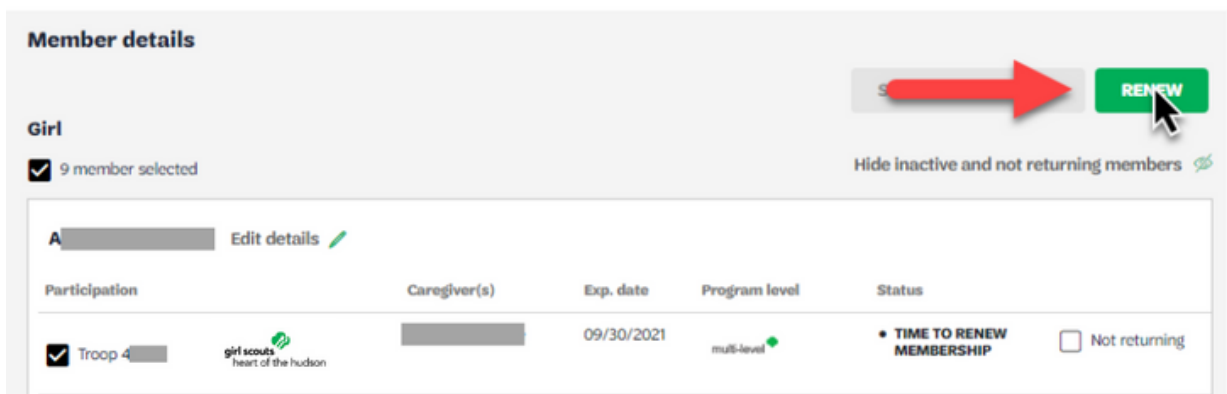 Member details
RENEW
Girl
9 member selected
Hide inactive and not returning members
A
Edit details
Participation Caregiver(s) Exp. date Program level Status
Troop 4
girl scouts
heart of the hudson
09/30/2021
multi-level
• TIME TO RENEW
MEMBERSHIP
Not returning